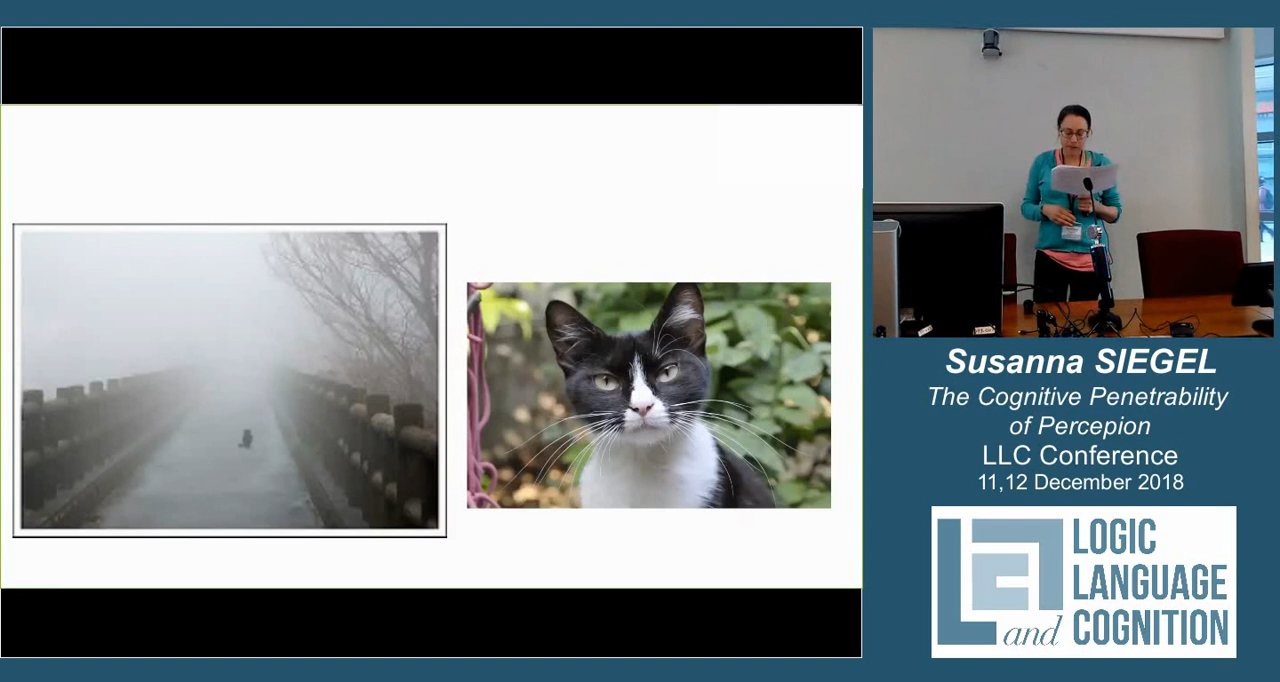 Susanna SIEGEL
The Cognitive Penetrability
of Percepion
LLC Conference
11,12 December 2018
LOGIC
LANGUAGE
and COGNITION